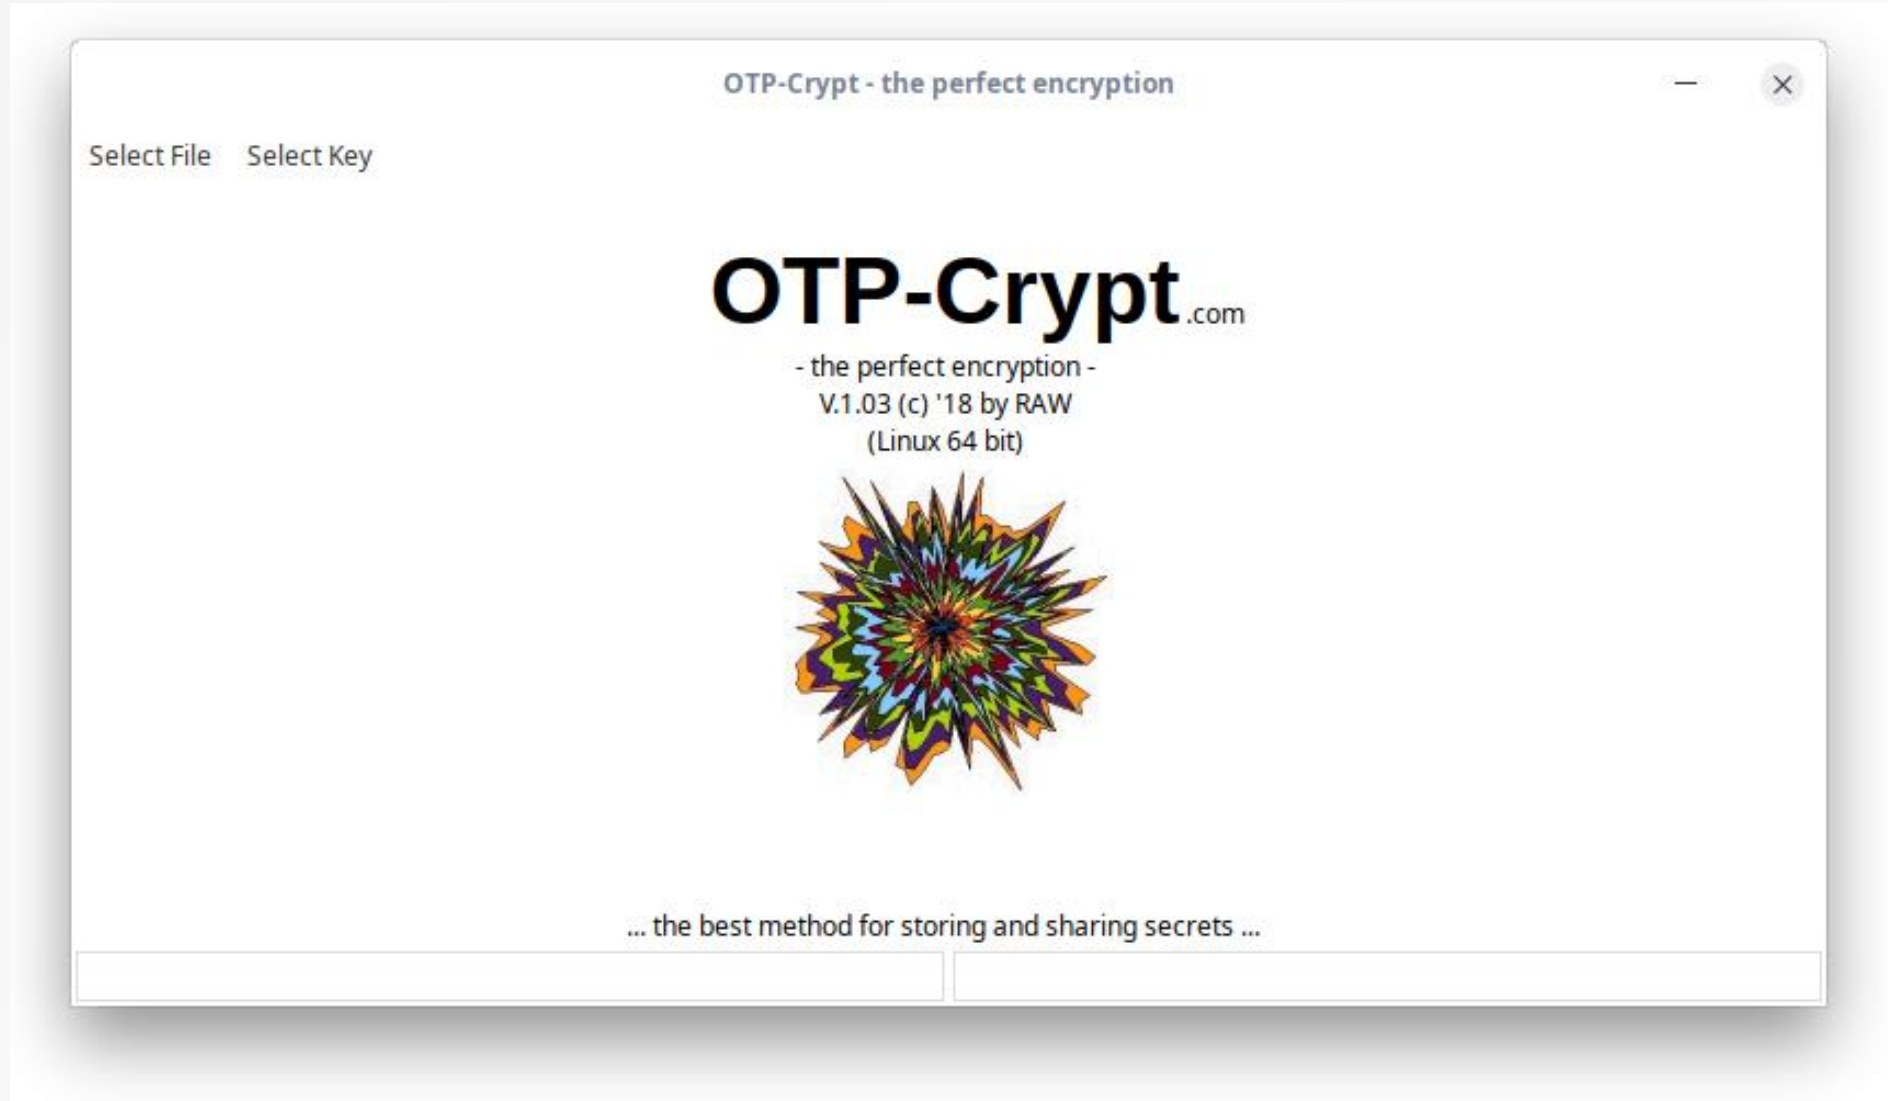 OTP-Crypt - the perfect encryption
Select File Select Key
OTP-Crypt.com
- the perfect encryption -
V.1.03 (c) '18 by RAW
(Linux 64 bit)
... the best method for storing and sharing secrets ...